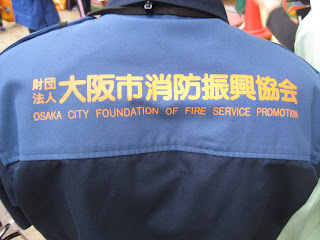 財団法人 大阪市消防振興協会
OSAKA CITY FOUNDATION OF FIRE SERVICE PROMOTION